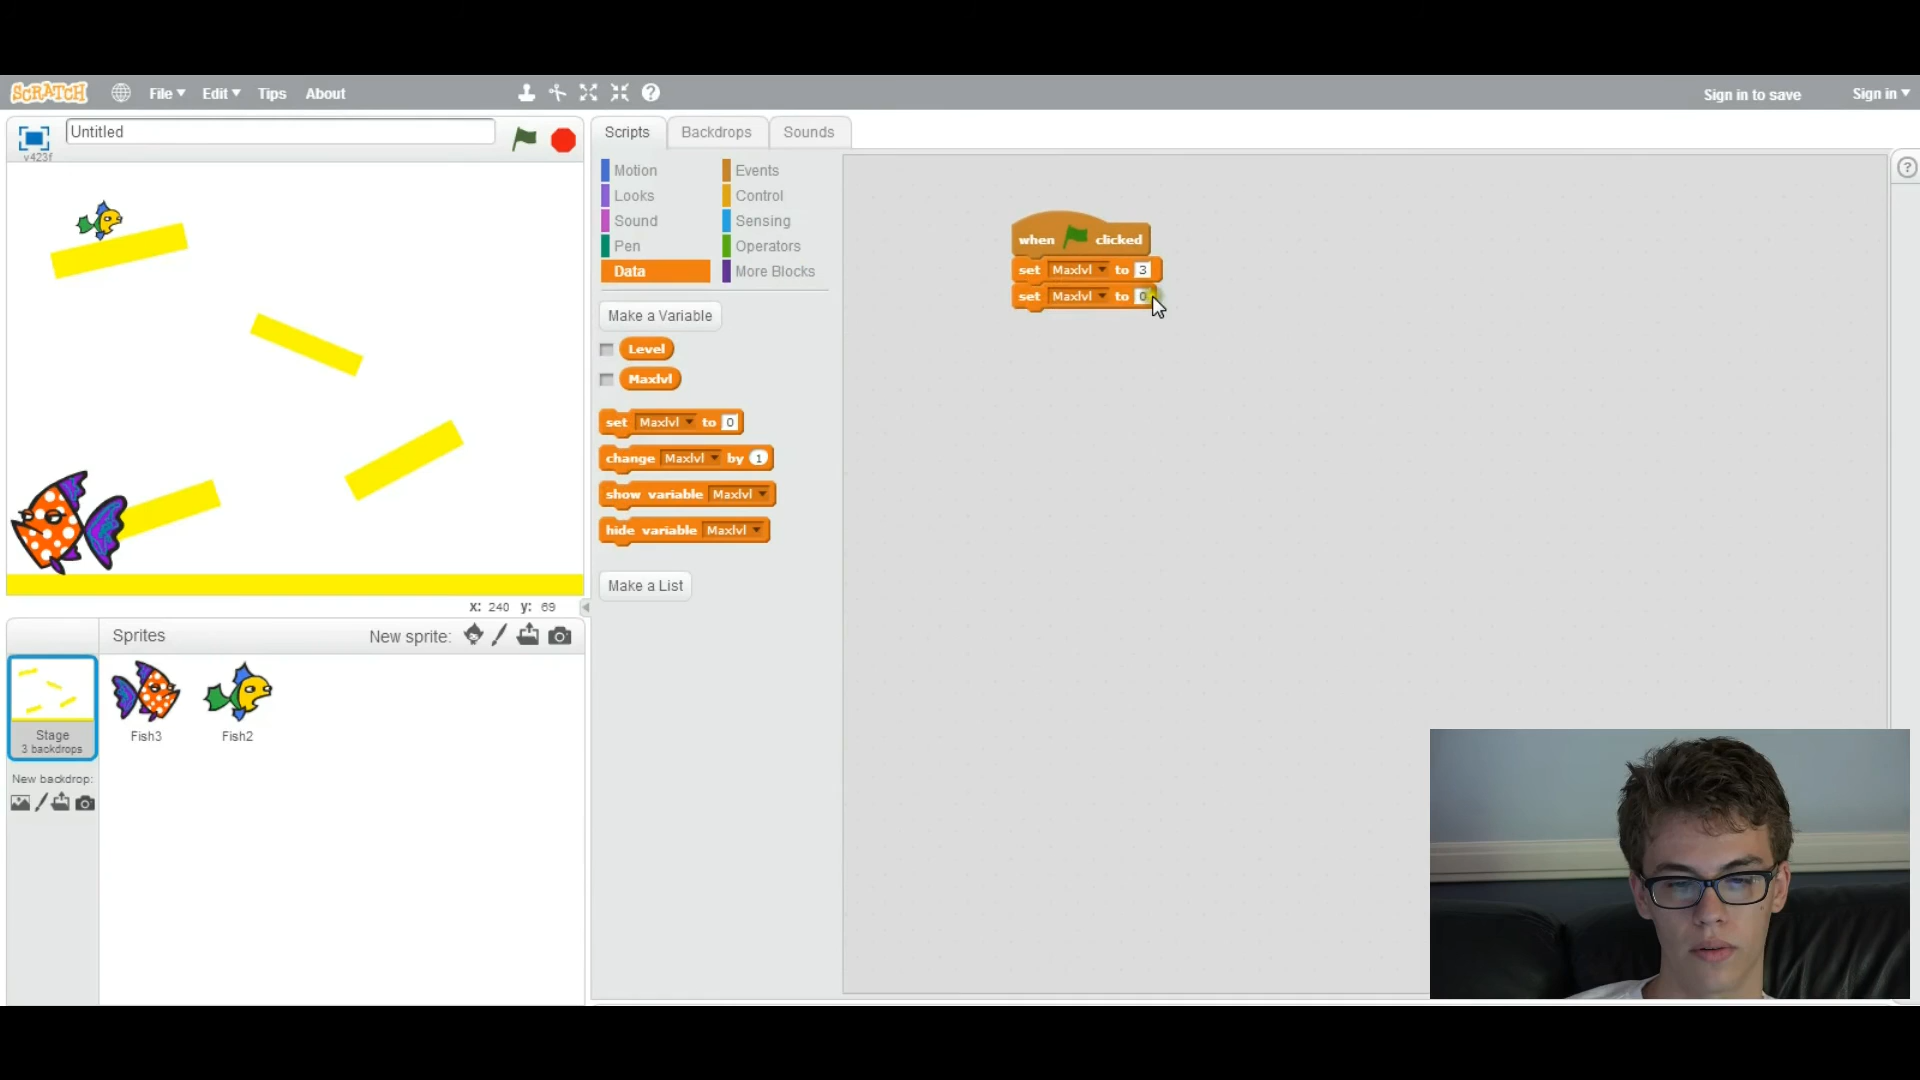 SCRATCH File Edit Tips About Sign in to save Sign in
Untitled
v423f
Scripts Backdrops Sounds
Motion Events
Looks Control
Sound Sensing
Pen Operators
Data More Blocks
Make a Variable
Level
Maxlvl
set Maxlvl to 0
change Maxlvl by 1
show variable Maxlvl
hide variable Maxlvl
Make a List
when clicked
set Maxlvl to 3
set Maxlvl to 0
x: 240 y: 69
Sprites New sprite:
Stage
3 backdrops
Fish3 Fish2
New backdrop: